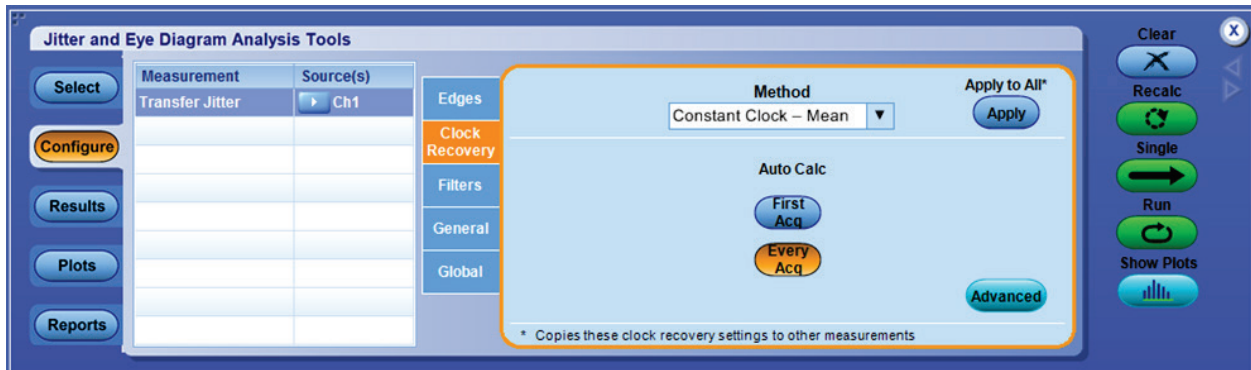 Jitter and Eye Diagram Analysis Tools
Select
Configure
Results
Plots
Reports
Measurement Source(s)
Transfer Jitter Ch1
Edges
Clock
Recovery
Filters
General
Global
Method
Constant Clock – Mean
Apply to All*
Apply
Auto Calc
First
Acq
Every
Acq
Advanced
* Copies these clock recovery settings to other measurements
Clear
X
Recalc
Single
Run
Show Plots